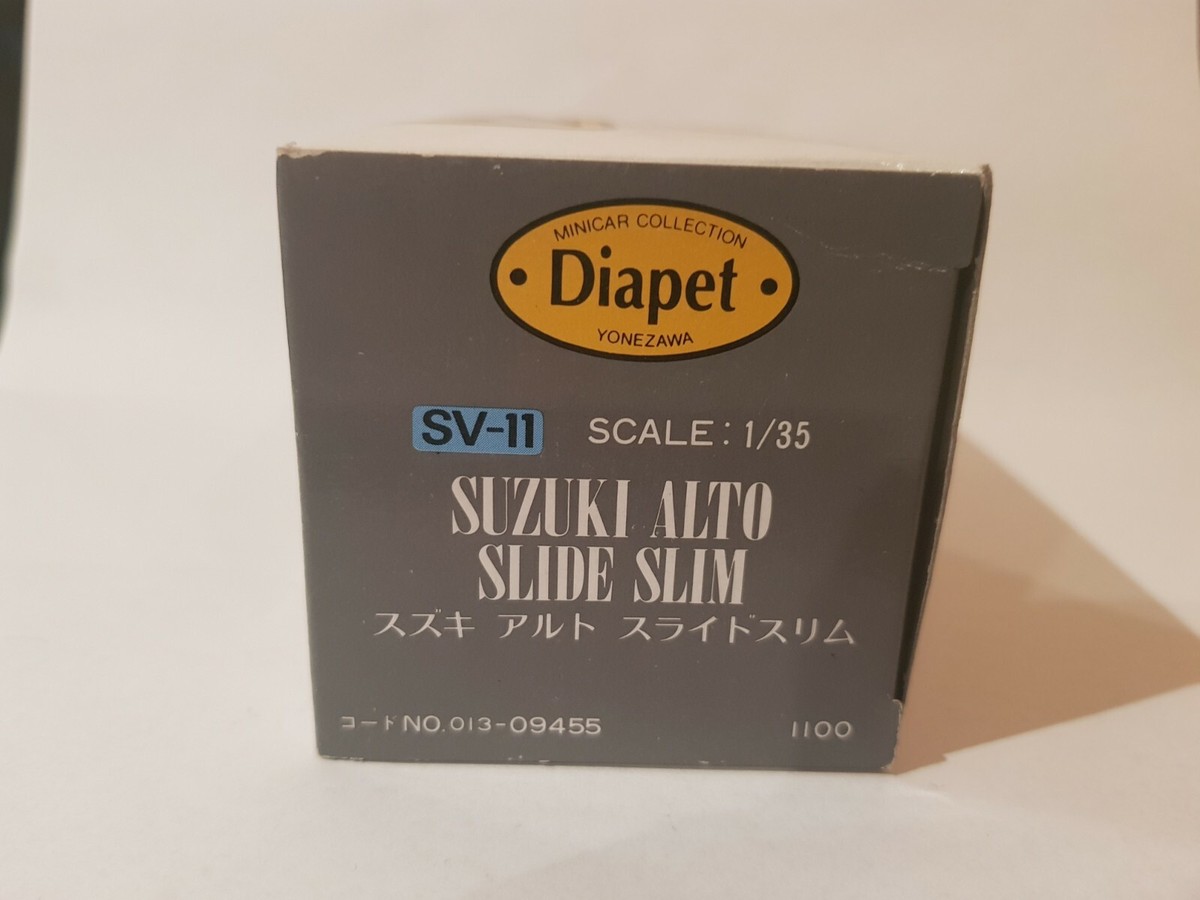 MINICAR COLLECTION
• Diapet •
YONEZAWA
SV-11 SCALE: 1/35
SUZUKI ALTO
SLIDE SLIM
スズキ アルト スライドスリム
コードNO. 013-09455 1100